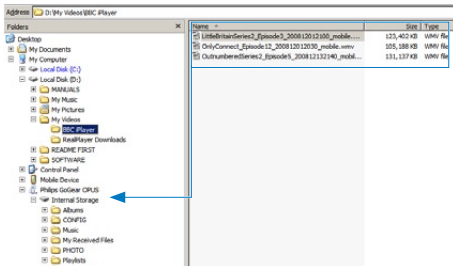 Address D:\My Videos\BBC iPlayer
Folders ×
Desktop
My Documents
My Computer
Local Disk (C:)
Local Disk (D:)
MANUALS
My Music
My Pictures
My Videos
BBC iPlayer
RealPlayer Downloads
README FIRST
SOFTWARE
Control Panel
Mobile Device
Philips GoGear OPUS
Internal Storage
Albums
CONFIG
Music
My Received Files
PHOTO
Playlists
Name Size Type
LittleBritainSeries2_Episode3_200812012100_mobile.... 123,402 KB WMV file
OnlyConnect_Episode12_200812012030_mobile.wmv 105,188 KB WMV file
OutnumberedSeries2_Episode5_200812132140_mobil... 131,137 KB WMV file